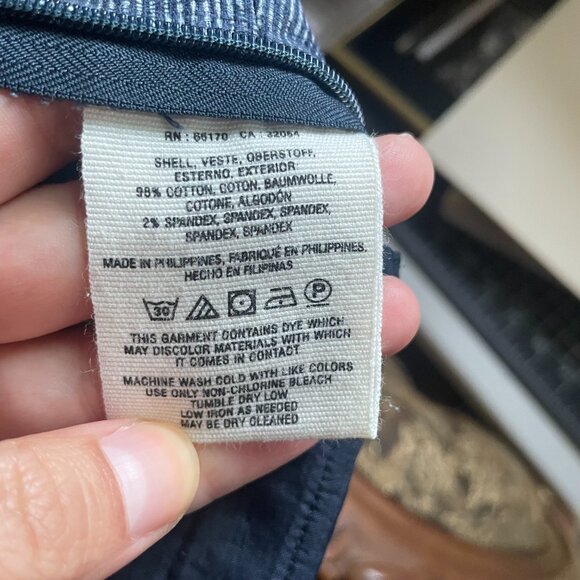 RN : 66170 CA : 32054
SHELL, VESTE, OBERSTOFF,
ESTERNO, EXTERIOR
98% COTTON, COTON, BAUMWOLLE,
COTONE, ALGODÓN
2% SPANDEX, SPANDEX, SPANDEX,
SPANDEX, SPANDEX
MADE IN PHILIPPINES, FABRIQUÉ EN PHILIPPINES,
HECHO EN FILIPINAS
30 P
THIS GARMENT CONTAINS DYE WHICH
MAY DISCOLOR MATERIALS WITH WHICH
IT COMES IN CONTACT
MACHINE WASH COLD WITH LIKE COLORS
USE ONLY NON-CHLORINE BLEACH
TUMBLE DRY LOW
LOW IRON AS NEEDED
MAY BE DRY CLEANED